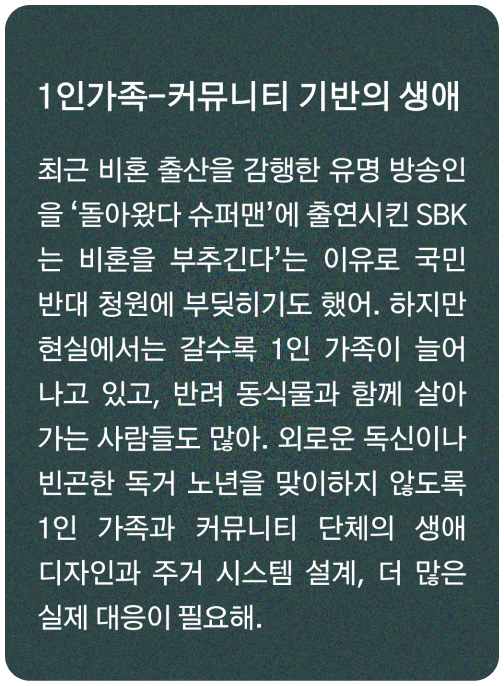 1인가족–커뮤니티 기반의 생애
최근 비혼 출산을 감행한 유명 방송인
을 ‘돌아왔다 슈퍼맨’에 출연시킨 SBK
는 비혼을 부추긴다’는 이유로 국민
반대 청원에 부딪히기도 했어. 하지만
현실에서는 갈수록 1인 가족이 늘어
나고 있고, 반려 동식물과 함께 살아
가는 사람들도 많아. 외로운 독신이나
빈곤한 독거 노년을 맞이하지 않도록
1인 가족과 커뮤니티 단체의 생애
디자인과 주거 시스템 설계, 더 많은
실제 대응이 필요해.